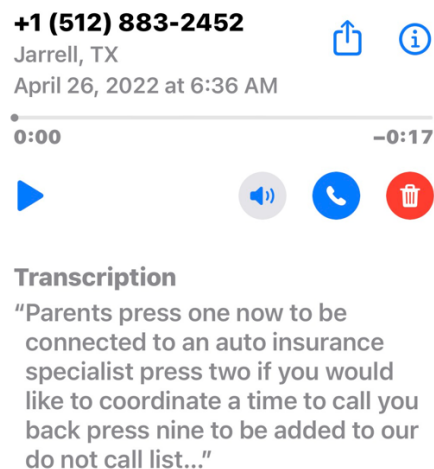 +1 (512) 883-2452
Jarrell, TX
April 26, 2022 at 6:36 AM
0:00 −0:17
Transcription
“Parents press one now to be
connected to an auto insurance
specialist press two if you would
like to coordinate a time to call you
back press nine to be added to our
do not call list...”